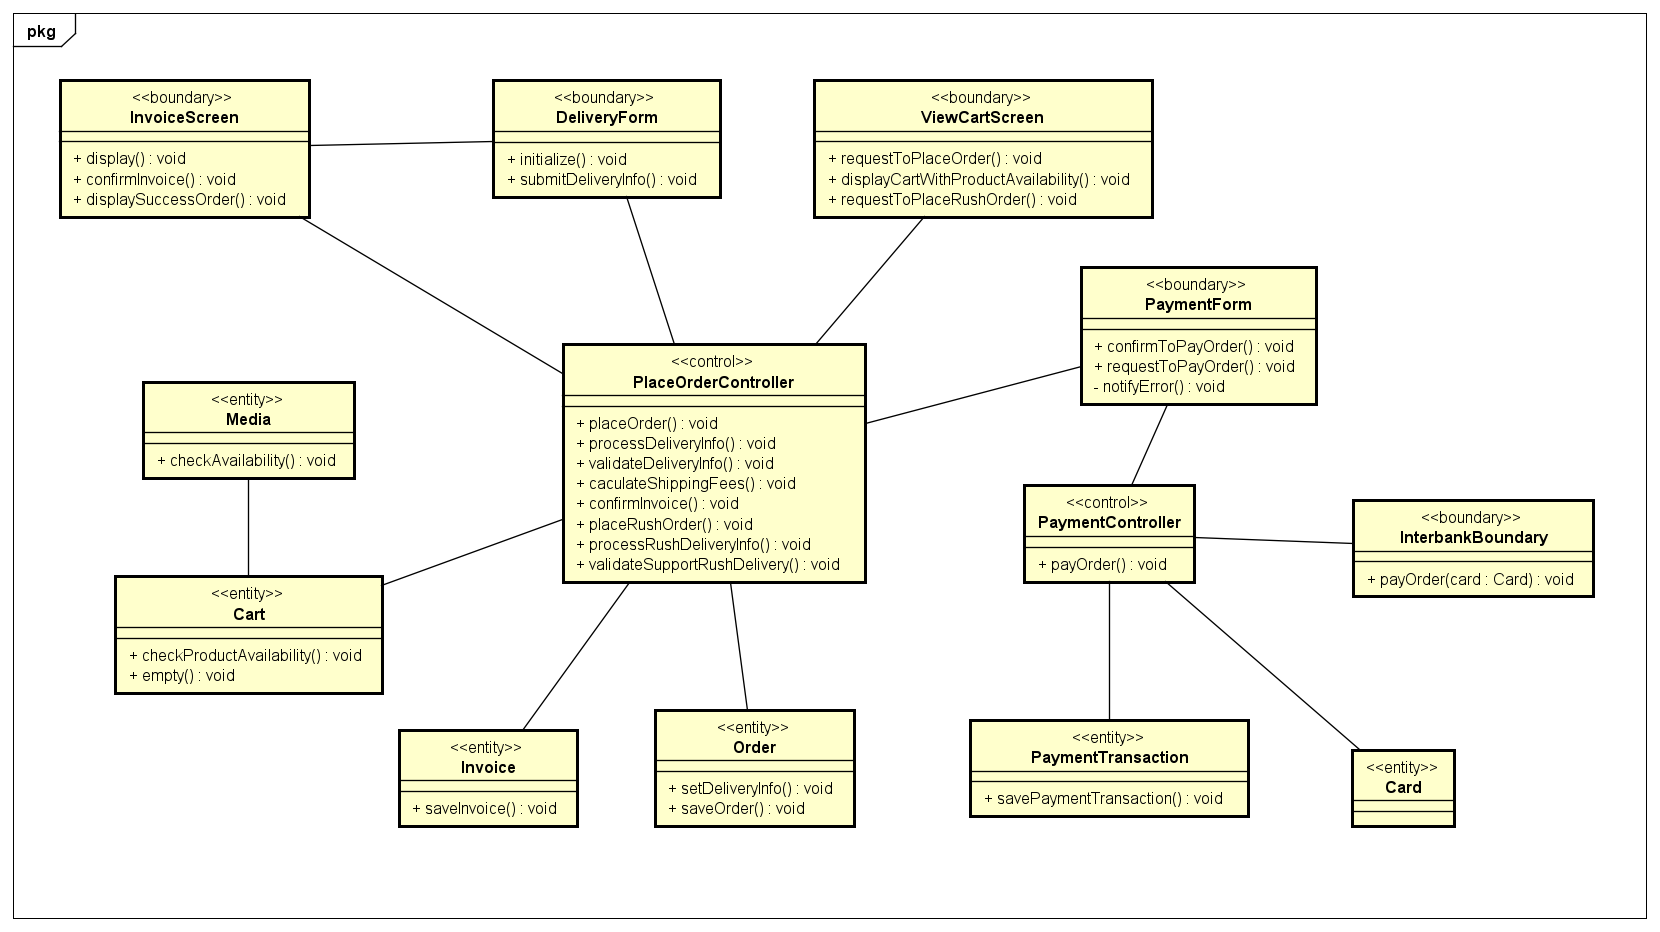 pkg
<<boundary>>
InvoiceScreen
+ display() : void
+ confirmInvoice() : void
+ displaySuccessOrder() : void
<<boundary>>
DeliveryForm
+ initialize() : void
+ submitDeliveryInfo() : void
<<boundary>>
ViewCartScreen
+ requestToPlaceOrder() : void
+ displayCartWithProductAvailability() : void
+ requestToPlaceRushOrder() : void
<<boundary>>
PaymentForm
+ confirmToPayOrder() : void
+ requestToPayOrder() : void
- notifyError() : void
<<control>>
PlaceOrderController
+ placeOrder() : void
+ processDeliveryInfo() : void
+ validateDeliveryInfo() : void
+ caculateShippingFees() : void
+ confirmInvoice() : void
+ placeRushOrder() : void
+ processRushDeliveryInfo() : void
+ validateSupportRushDelivery() : void
<<entity>>
Media
+ checkAvailability() : void
<<control>>
PaymentController
+ payOrder() : void
<<boundary>>
InterbankBoundary
+ payOrder(card : Card) : void
<<entity>>
Cart
+ checkProductAvailability() : void
+ empty() : void
<<entity>>
Invoice
+ saveInvoice() : void
<<entity>>
Order
+ setDeliveryInfo() : void
+ saveOrder() : void
<<entity>>
PaymentTransaction
+ savePaymentTransaction() : void
<<entity>>
Card